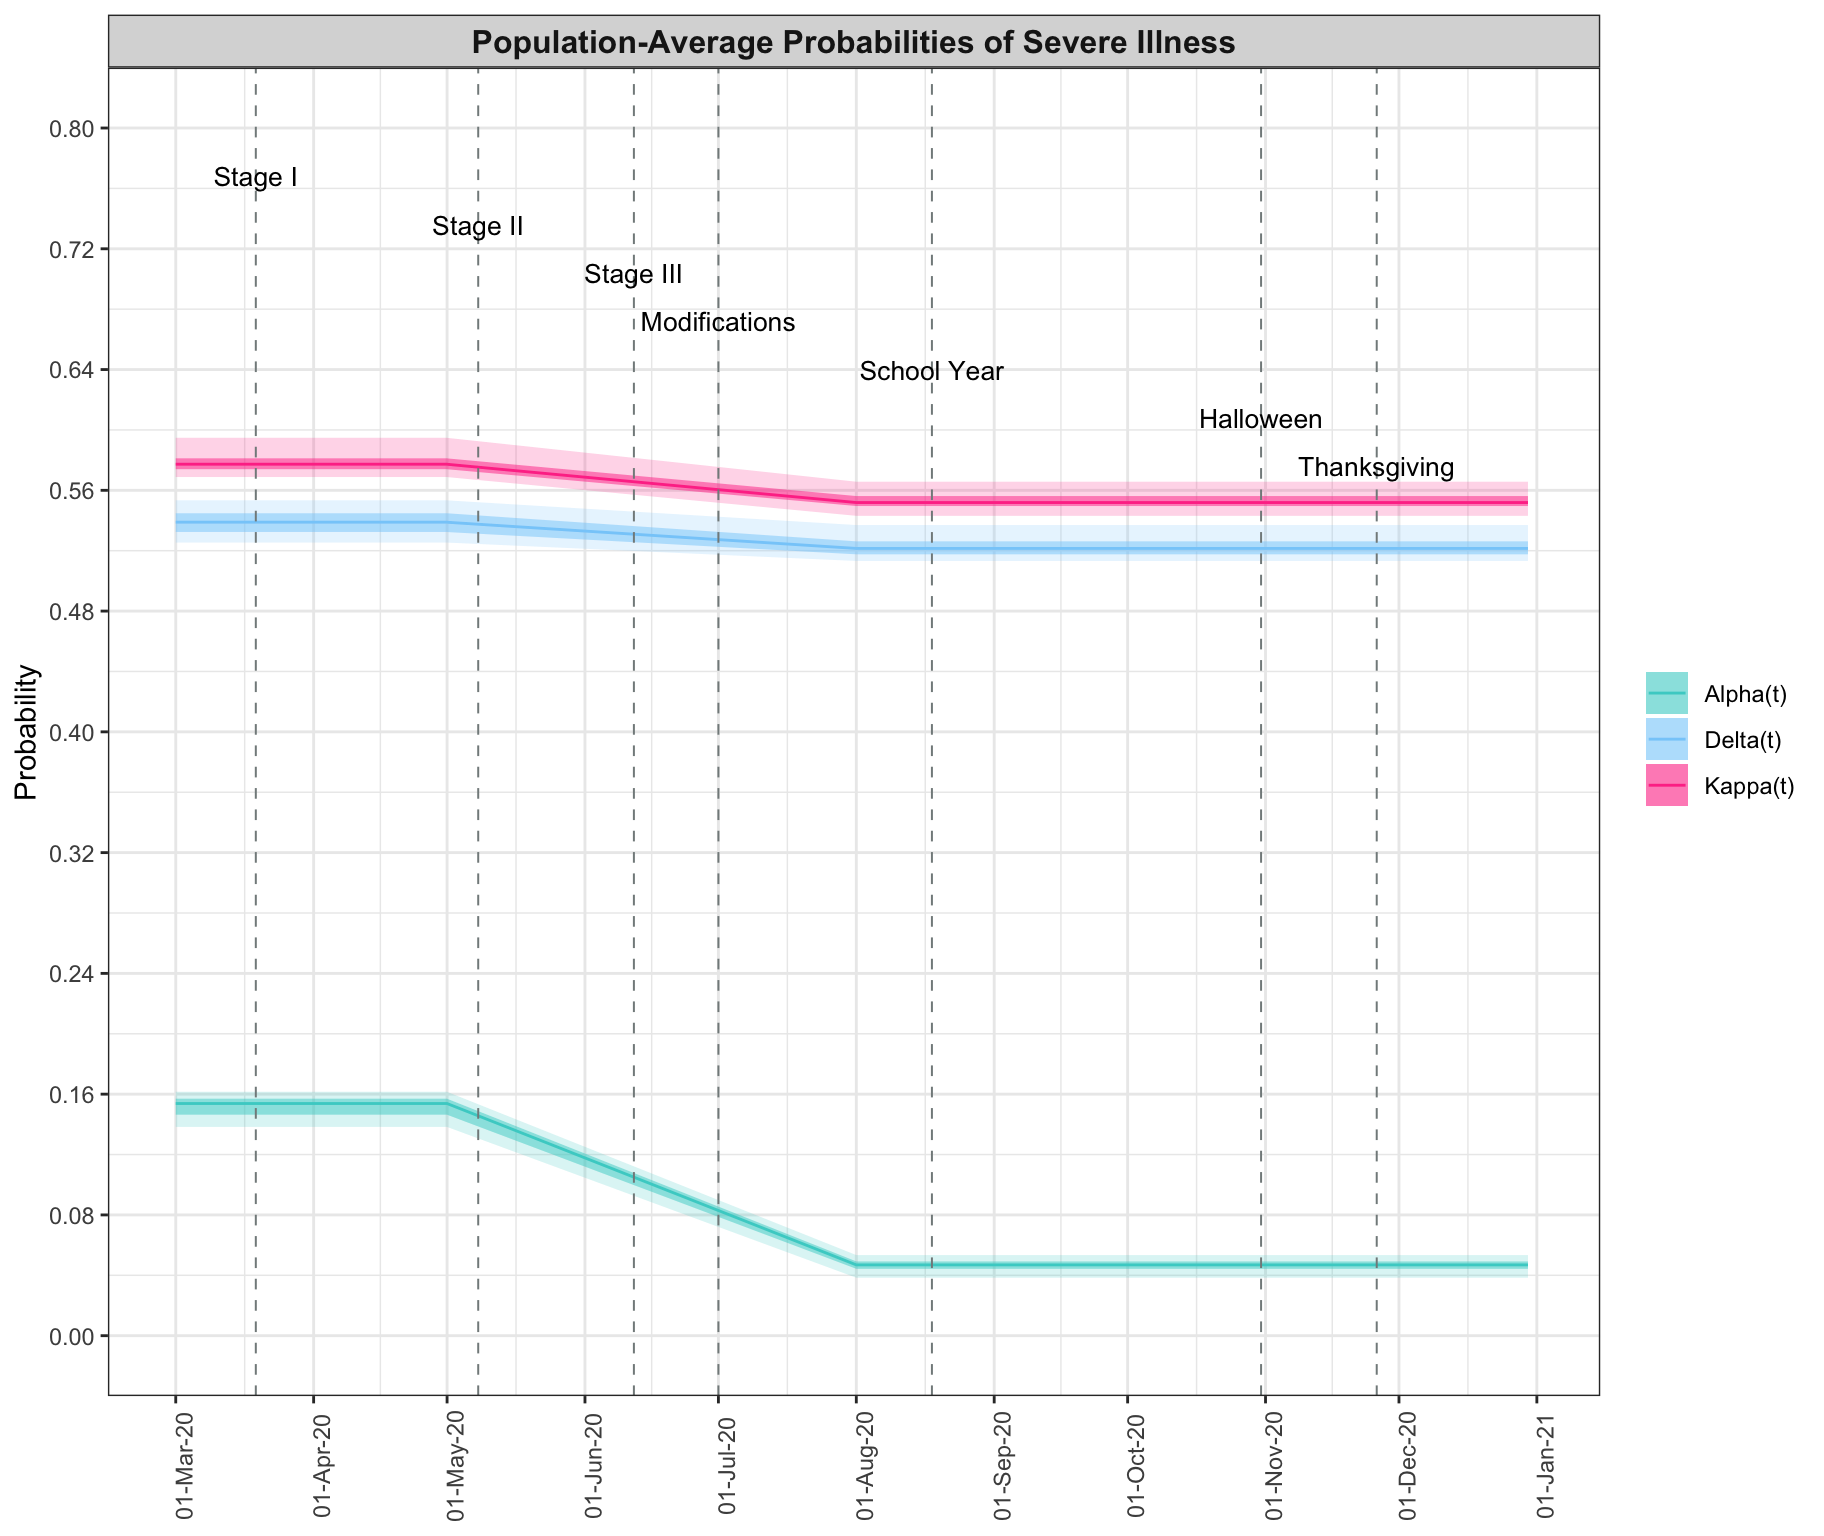 Population-Average Probabilities of Severe Illness
0.80
Stage I
Stage II
0.72
Stage III
Modifications
0.64
School Year
Halloween
Thanksgiving
0.56
0.48
0.40
0.32
0.24
0.16
0.08
0.00
Probability
Alpha(t)
Delta(t)
Kappa(t)
01-Mar-20
01-Apr-20
01-May-20
01-Jun-20
01-Jul-20
01-Aug-20
01-Sep-20
01-Oct-20
01-Nov-20
01-Dec-20
01-Jan-21